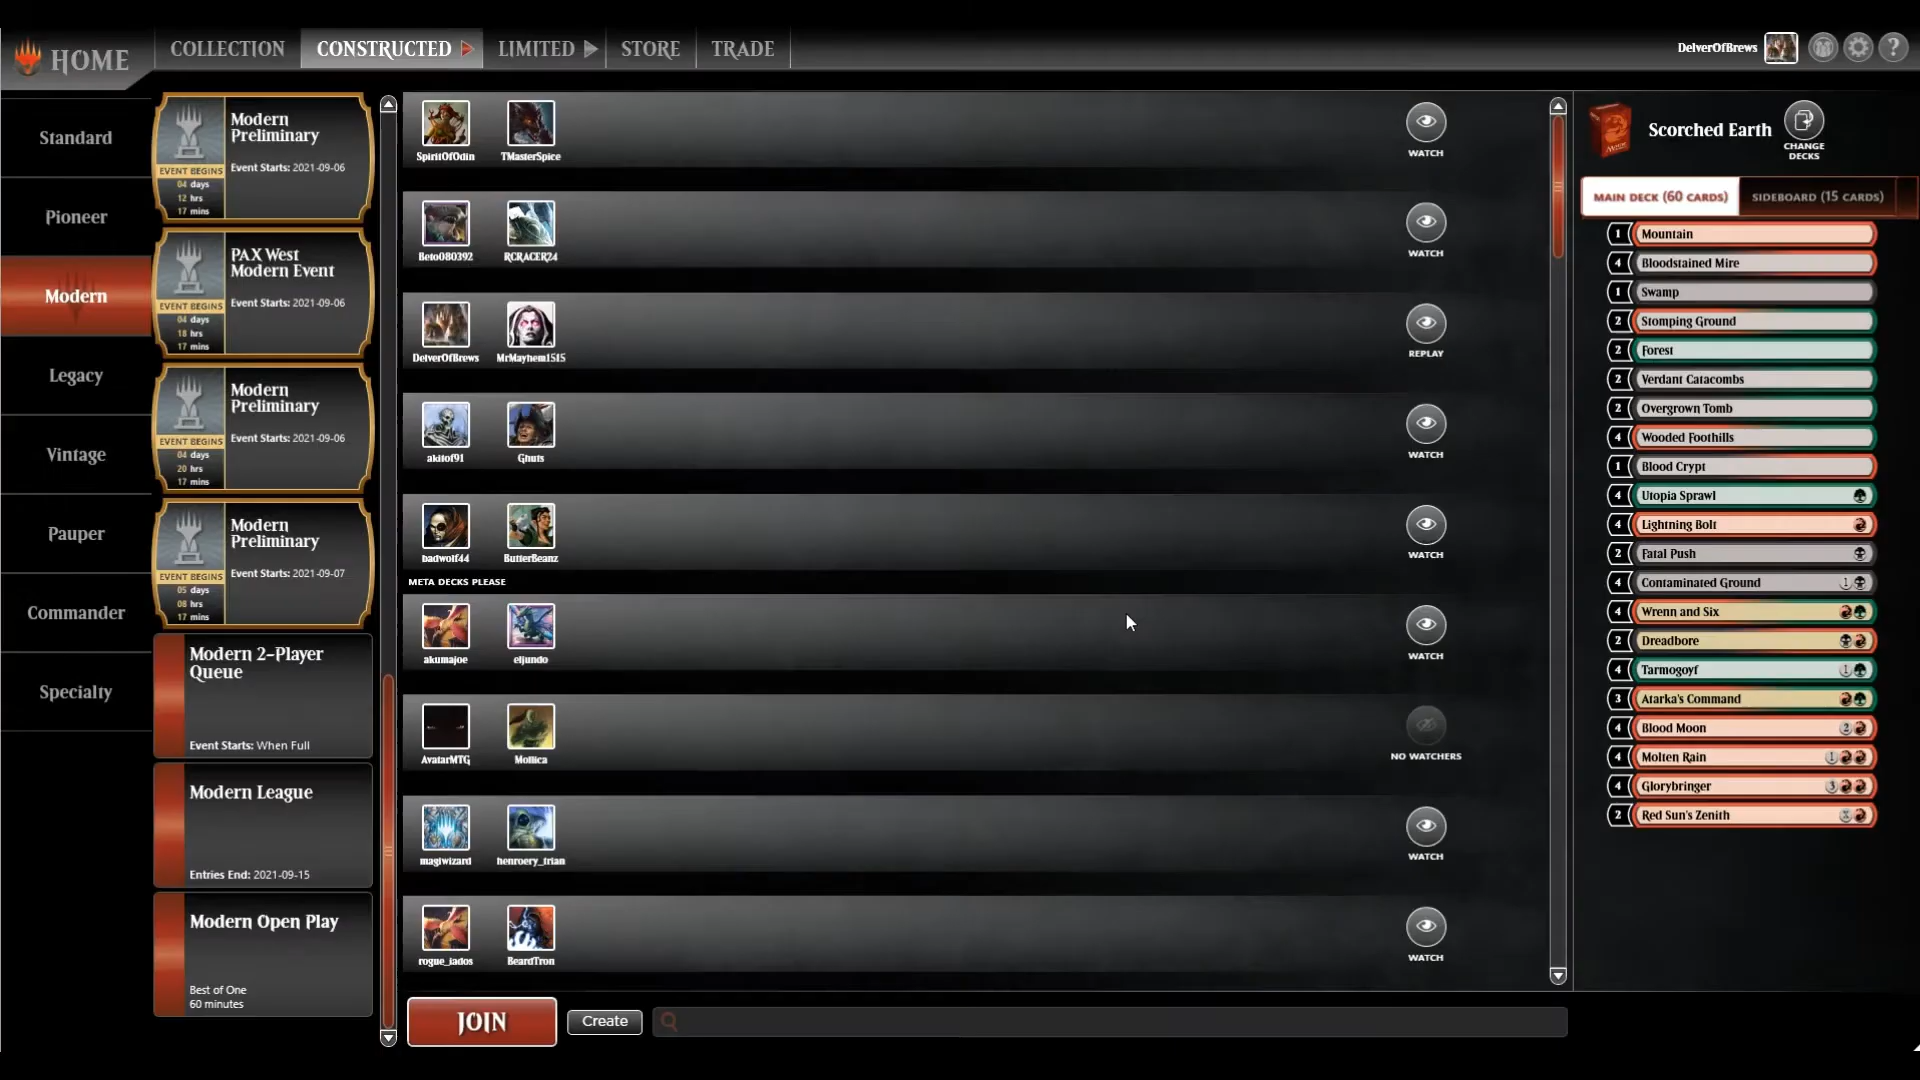 HOME
COLLECTION
CONSTRUCTED
LIMITED
STORE
TRADE
DelverOfBrews
?
Standard
Pioneer
Modern
Legacy
Vintage
Pauper
Commander
Specialty
Modern
Preliminary
Event Starts: 2021-09-06
EVENT BEGINS
04 days
12 hrs
17 mins
PAX West
Modern Event
Event Starts: 2021-09-06
EVENT BEGINS
04 days
18 hrs
17 mins
Modern
Preliminary
Event Starts: 2021-09-06
EVENT BEGINS
04 days
20 hrs
17 mins
Modern
Preliminary
Event Starts: 2021-09-07
EVENT BEGINS
05 days
08 hrs
17 mins
Modern 2-Player
Queue
Event Starts: When Full
Modern League
Entries End: 2021-09-15
Modern Open Play
Best of One
60 minutes
SpiritOfOdin
TMasterSpice
WATCH
Beto080392
RCRACER24
WATCH
DelverOfBrews
MrMayhem1515
REPLAY
akitof91
Ghuts
WATCH
badwolf44
ButterBeanz
WATCH
META DECKS PLEASE
akumajoe
eljundo
WATCH
AvatarMTG
Mollica
NO WATCHERS
magiwizard
henroery_trian
WATCH
rogue_iados
BeardTron
WATCH
JOIN
Create
Scorched Earth
CHANGE
DECKS
MAIN DECK (60 CARDS)
SIDEBOARD (15 CARDS)
1 Mountain
4 Bloodstained Mire
1 Swamp
2 Stomping Ground
2 Forest
2 Verdant Catacombs
2 Overgrown Tomb
4 Wooded Foothills
1 Blood Crypt
4 Utopia Sprawl
4 Lightning Bolt
2 Fatal Push
4 Contaminated Ground 1
4 Wrenn and Six
2 Dreadbore
4 Tarmogoyf 1
3 Atarka's Command
4 Blood Moon 2
4 Molten Rain 1
4 Glorybringer 3
2 Red Sun's Zenith X